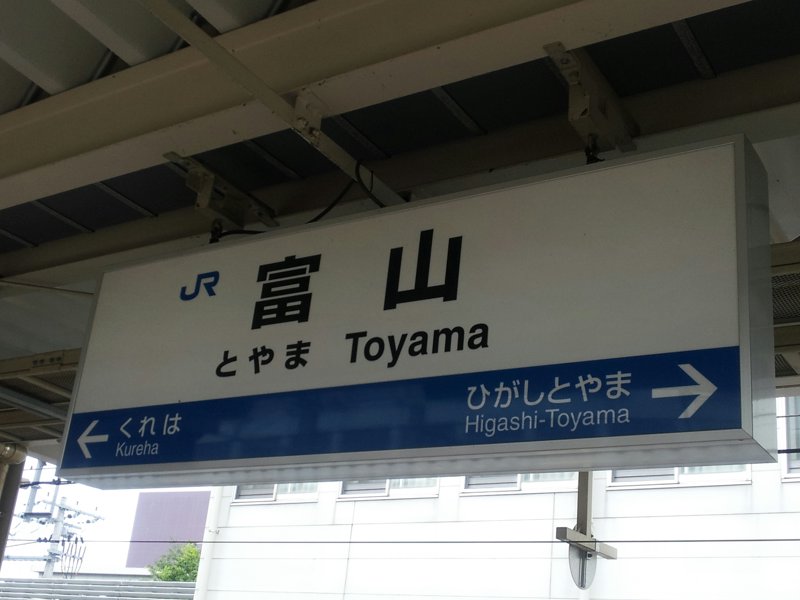 JR 富山
とやま Toyama
← くれは
Kureha
ひがしとやま →
Higashi-Toyama